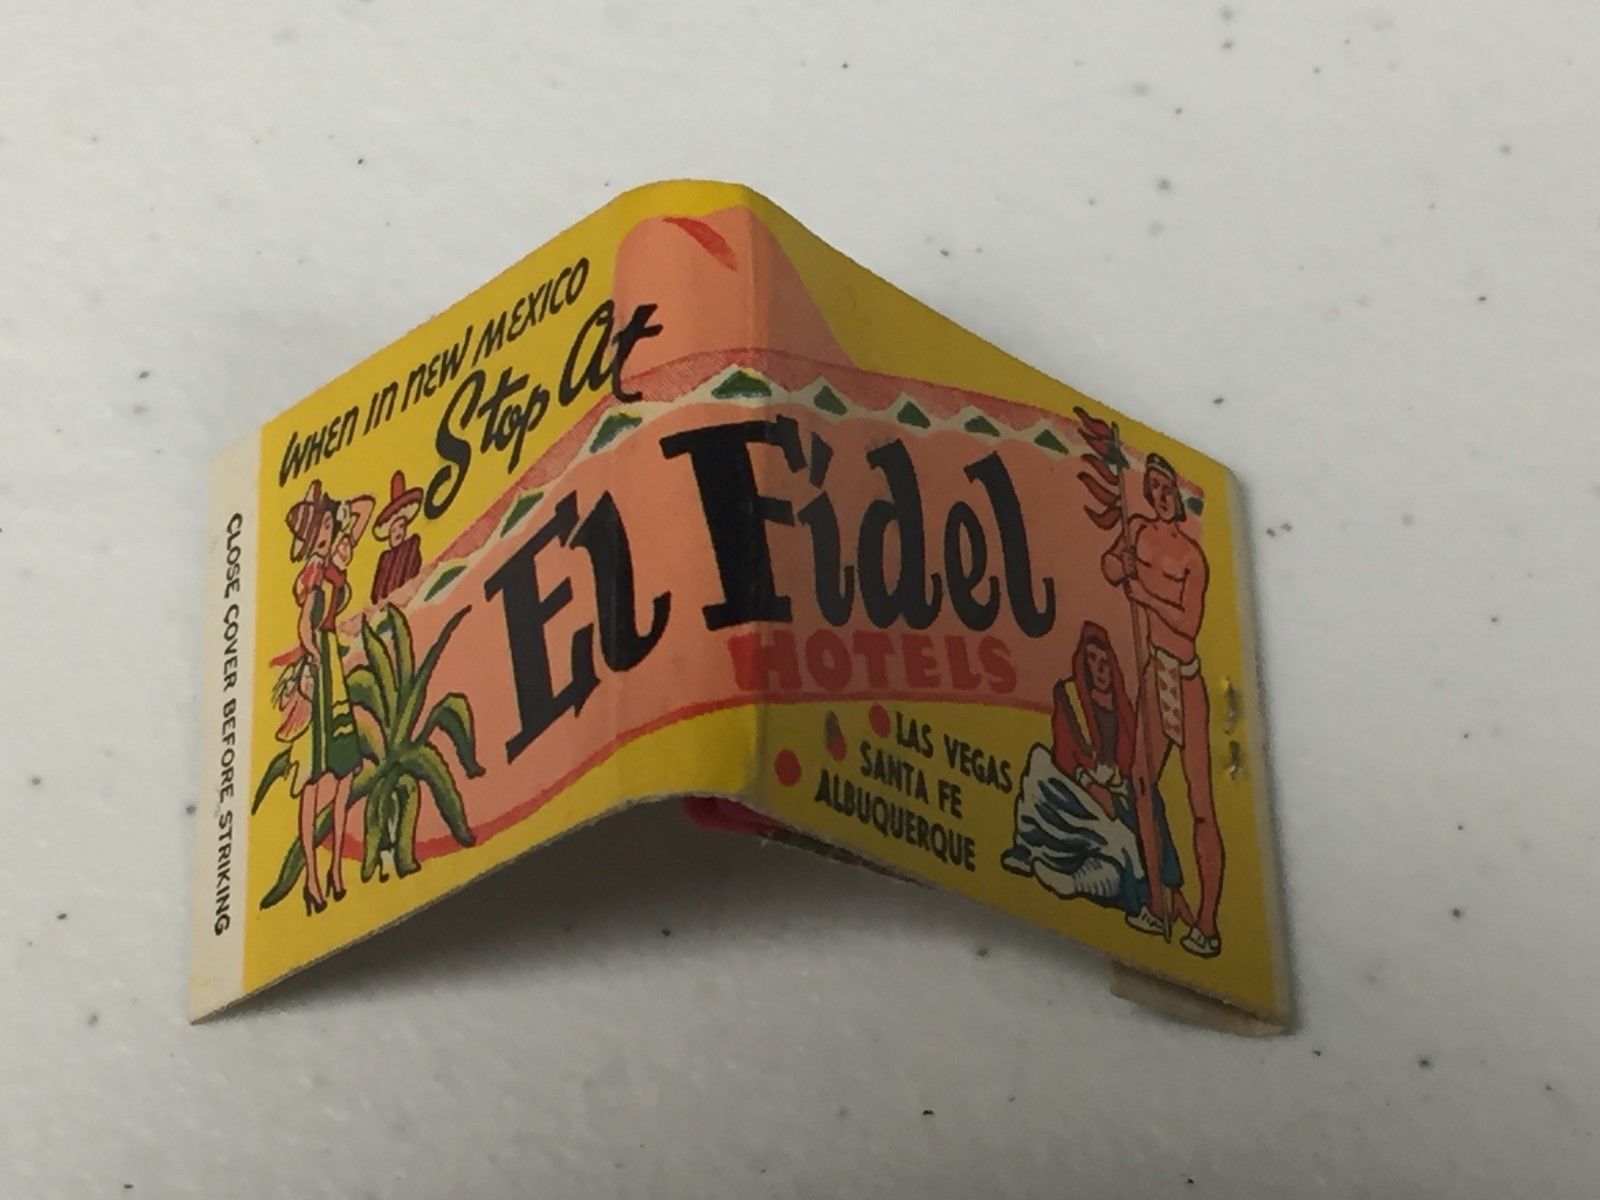 WHEN IN NEW MEXICO
Stop At
El Fidel
HOTELS
LAS VEGAS
SANTA FE
ALBUQUERQUE
CLOSE COVER BEFORE STRIKING